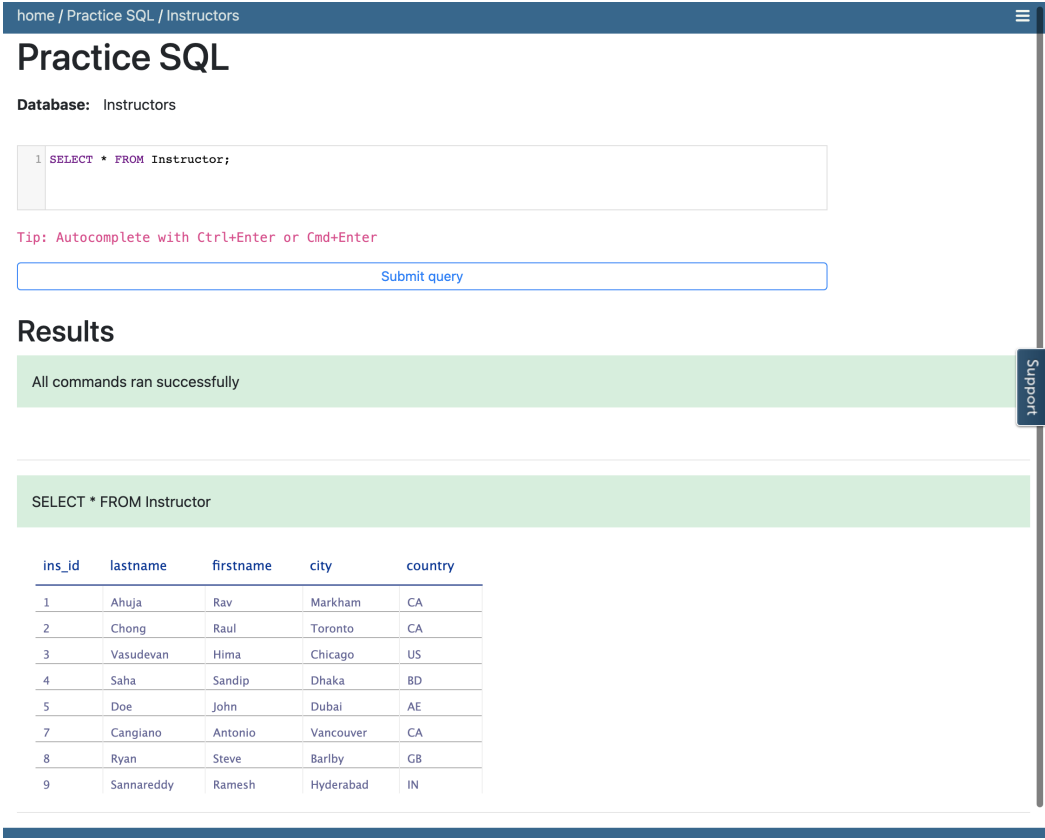 home / Practice SQL / Instructors
Practice SQL
Database: Instructors
1 SELECT * FROM Instructor;
Tip: Autocomplete with Ctrl+Enter or Cmd+Enter
Submit query
Results
All commands ran successfully
Support
SELECT * FROM Instructor
ins_id lastname firstname city country
1 Ahuja Rav Markham CA
2 Chong Raul Toronto CA
3 Vasudevan Hima Chicago US
4 Saha Sandip Dhaka BD
5 Doe John Dubai AE
7 Cangiano Antonio Vancouver CA
8 Ryan Steve Barlby GB
9 Sannareddy Ramesh Hyderabad IN